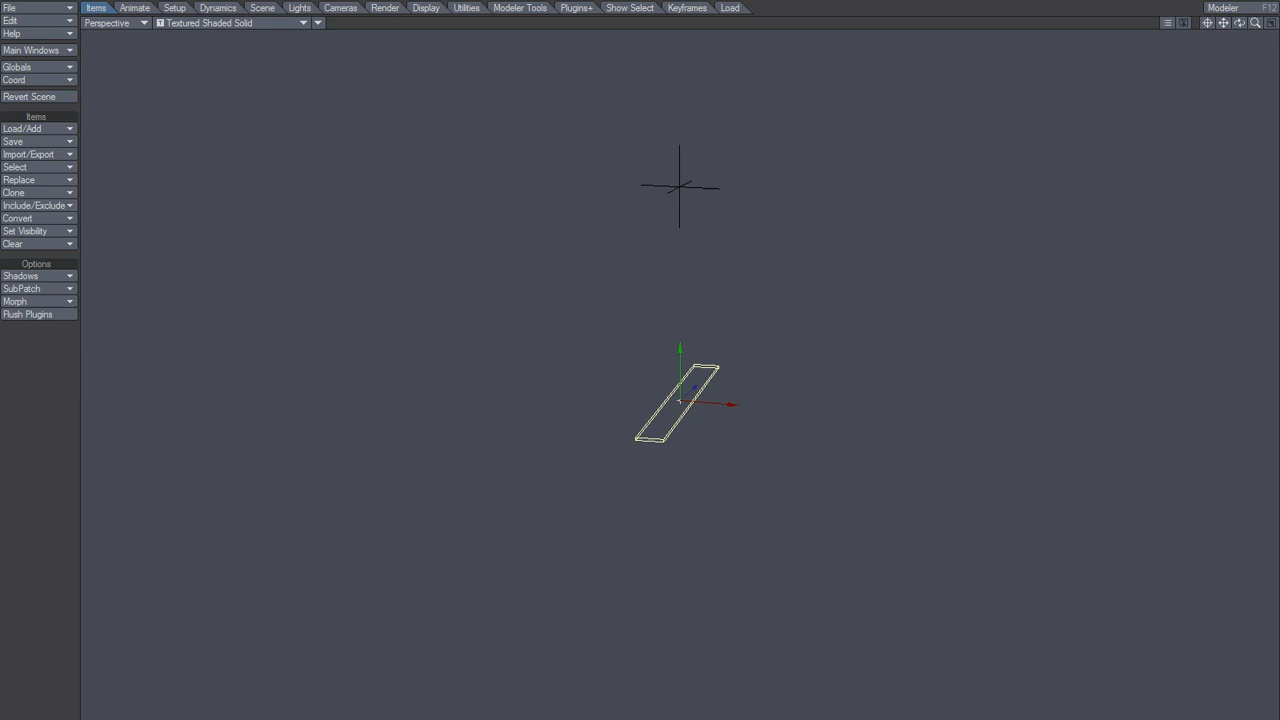 File Items Animate Setup Dynamics Scene Lights Cameras Render Display Utilities Modeler Tools Plugins+ Show Select Keyframes Load Modeler F12
Edit Perspective T Textured Shaded Solid
Help
Main Windows
Globals
Coord
Revert Scene
Items
Load/Add
Save
Import/Export
Select
Replace
Clone
Include/Exclude
Convert
Set Visibility
Clear
Options
Shadows
SubPatch
Morph
Flush Plugins